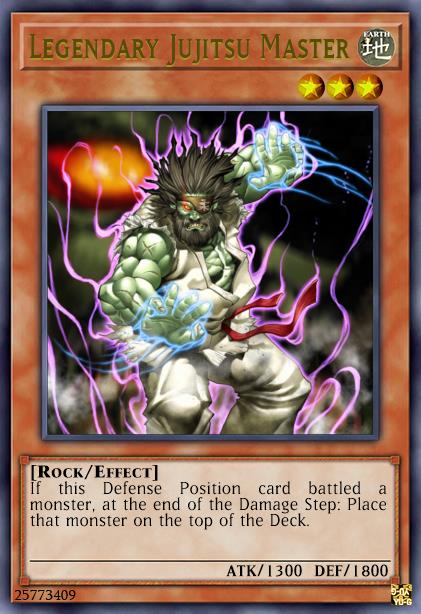 LEGENDARY JUJITSU MASTER
EARTH
地
[ROCK/EFFECT]
If this Defense Position card battled a
monster, at the end of the Damage Step: Place
that monster on the top of the Deck.
ATK/1300 DEF/1800
25773409